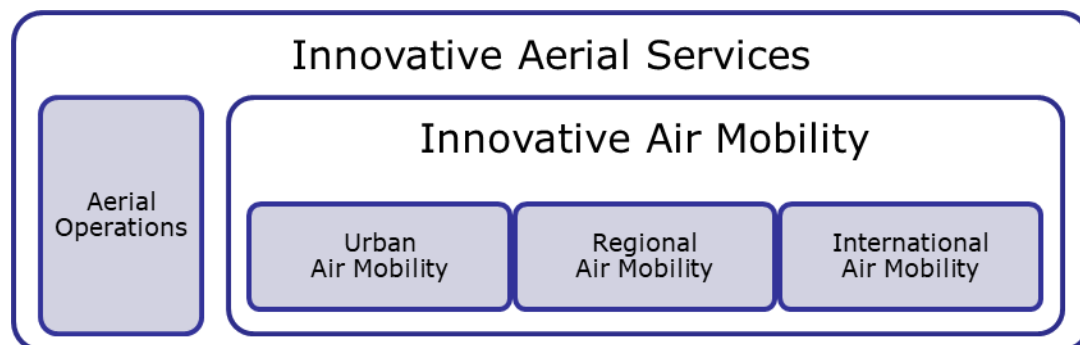 Innovative Aerial Services
Innovative Air Mobility
Aerial
Operations
Urban
Air Mobility
Regional
Air Mobility
International
Air Mobility